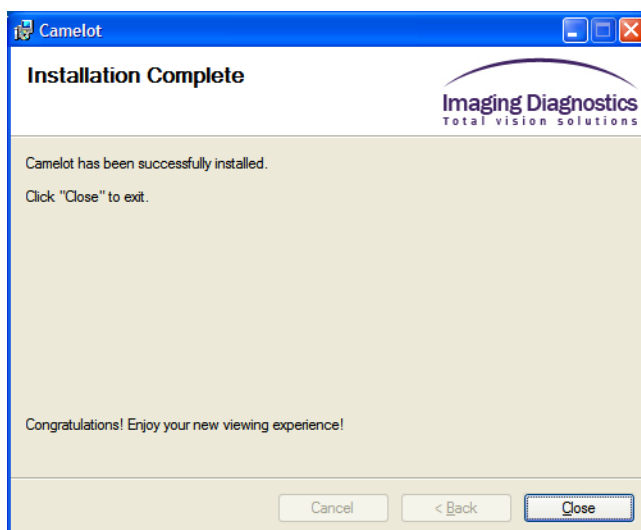 Camelot
Installation Complete
Imaging Diagnostics
Total vision solutions
Camelot has been successfully installed.
Click "Close" to exit.
Congratulations! Enjoy your new viewing experience!
Cancel
< Back
Close